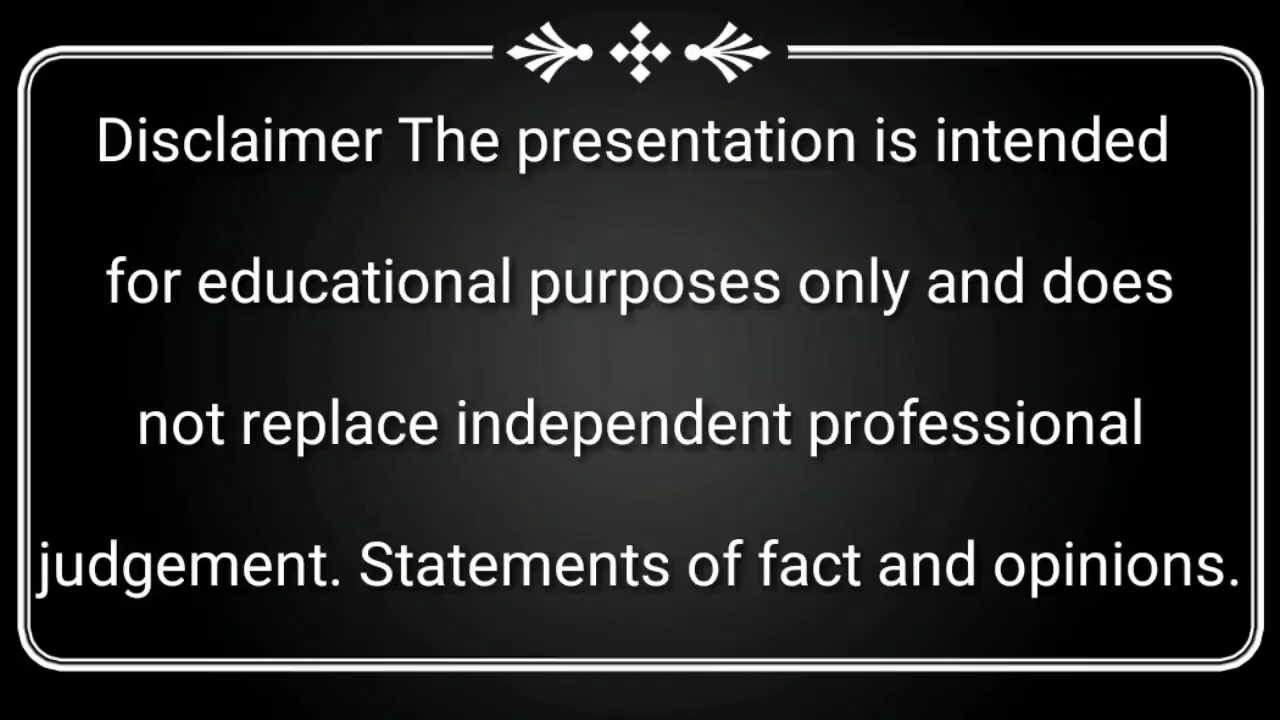 Disclaimer The presentation is intended
for educational purposes only and does
not replace independent professional
judgement. Statements of fact and opinions.